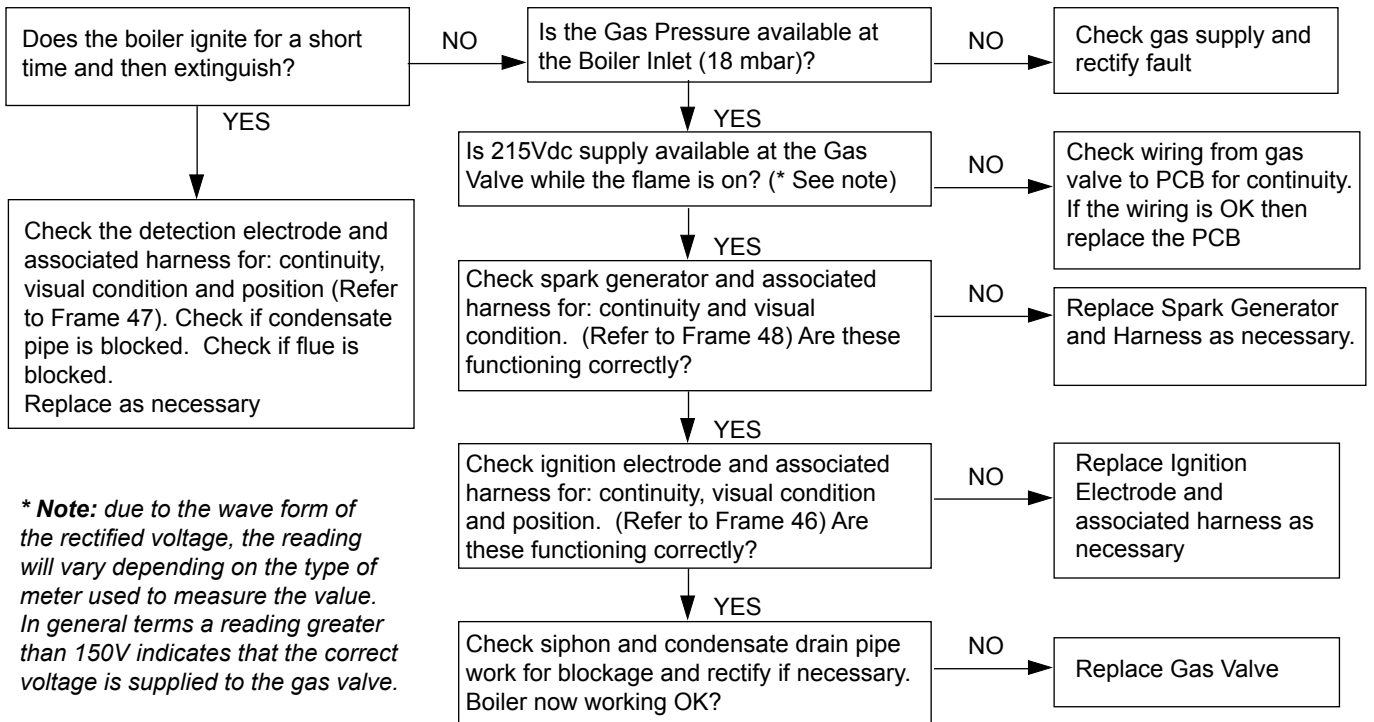 Does the boiler ignite for a short
time and then extinguish?
NO
Is the Gas Pressure available at
the Boiler Inlet (18 mbar)?
NO
Check gas supply and
rectify fault
YES
YES
Check the detection electrode and
associated harness for: continuity,
visual condition and position (Refer
to Frame 47). Check if condensate
pipe is blocked.  Check if flue is
blocked.
Replace as necessary
Is 215Vdc supply available at the Gas
Valve while the flame is on? (* See note)
NO
Check wiring from gas
valve to PCB for continuity.
If the wiring is OK then
replace the PCB
YES
Check spark generator and associated
harness for: continuity and visual
condition.  (Refer to Frame 48) Are these
functioning correctly?
NO
Replace Spark Generator
and Harness as necessary.
YES
Check ignition electrode and associated
harness for: continuity, visual condition
and position.  (Refer to Frame 46) Are
these functioning correctly?
NO
Replace Ignition
Electrode and
associated harness as
necessary
YES
Check siphon and condensate drain pipe
work for blockage and rectify if necessary.
Boiler now working OK?
NO
Replace Gas Valve
* Note: due to the wave form of
the rectified voltage, the reading
will vary depending on the type of
meter used to measure the value.
In general terms a reading greater
than 150V indicates that the correct
voltage is supplied to the gas valve.